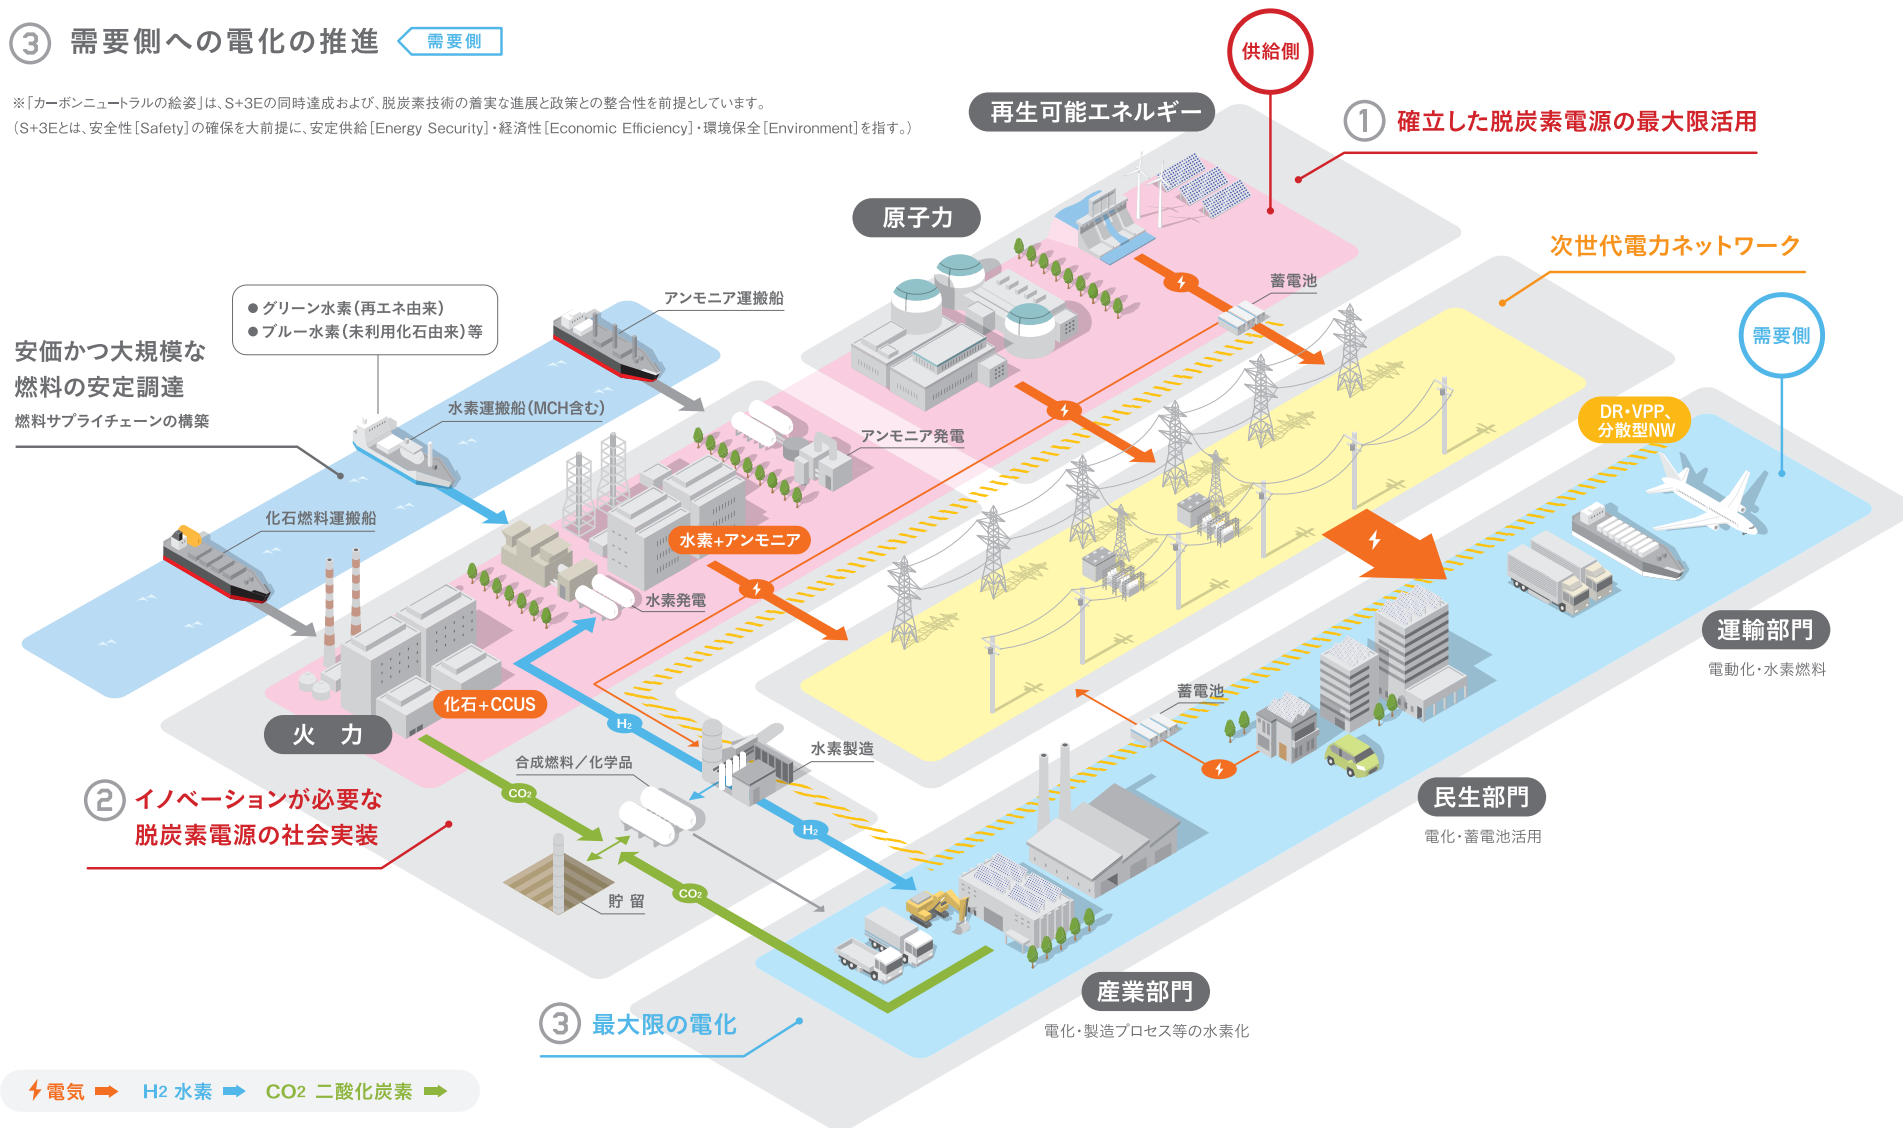 ③ 需要側への電化の推進 需要側
※「カーボンニュートラルの絵姿」は、S+3Eの同時達成および、脱炭素技術の着実な進展と政策との整合性を前提としています。
(S+3Eとは、安全性[Safety]の確保を大前提に、安定供給[Energy Security]・経済性[Economic Efficiency]・環境保全[Environment]を指す。)
供給側
再生可能エネルギー
① 確立した脱炭素電源の最大限活用
原子力
次世代電力ネットワーク
蓄電池
需要側
アンモニア運搬船
●グリーン水素(再エネ由来)
●ブルー水素(未利用化石由来)等
安価かつ大規模な
燃料の安定調達
燃料サプライチェーンの構築
水素運搬船(MCH含む)
アンモニア発電
DR・VPP、
分散型NW
化石燃料運搬船
水素+アンモニア
水素発電
運輸部門
電動化・水素燃料
化石+CCUS
火 力
H2
蓄電池
水素製造
合成燃料/化学品
② イノベーションが必要な
脱炭素電源の社会実装
CO2
H2
民生部門
電化・蓄電池活用
CO2
貯 留
産業部門
電化・製造プロセス等の水素化
③ 最大限の電化
電気 H2 水素 CO2 二酸化炭素